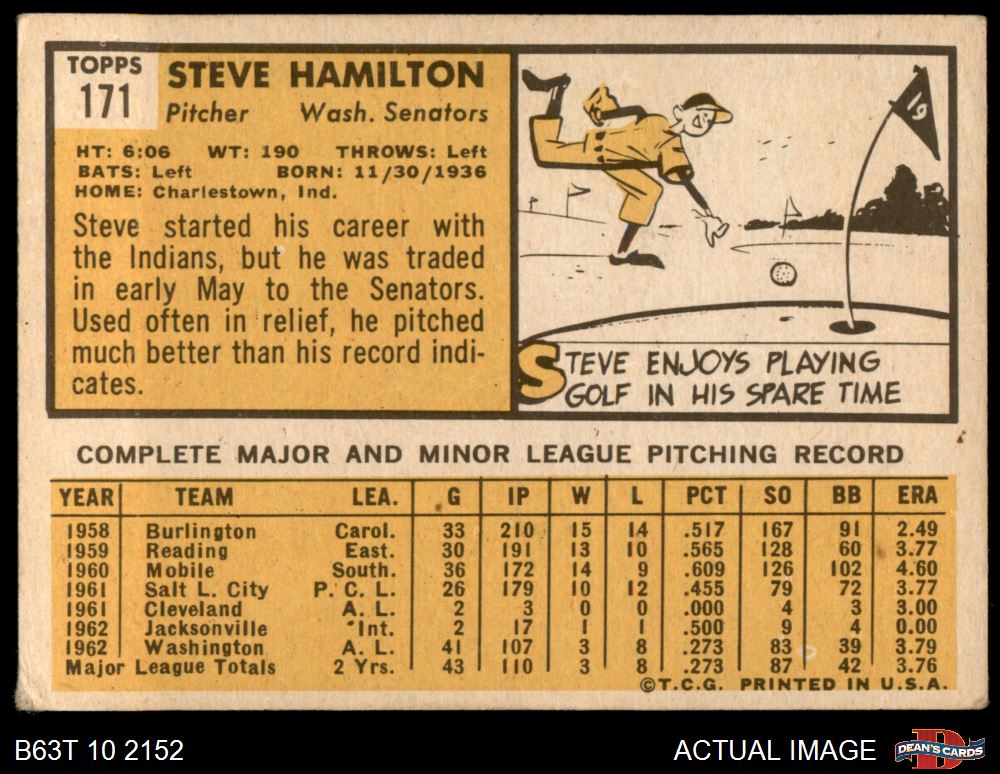 TOPPS
171
STEVE HAMILTON
Pitcher Wash. Senators
HT: 6:06 WT: 190 THROWS: Left
BATS: Left BORN: 11/30/1936
HOME: Charlestown, Ind.
Steve started his career with
the Indians, but he was traded
in early May to the Senators.
Used often in relief, he pitched
much better than his record indi-
cates.
19
STEVE ENJOYS PLAYING
GOLF IN HIS SPARE TIME
COMPLETE MAJOR AND MINOR LEAGUE PITCHING RECORD
YEAR TEAM LEA. G IP W L PCT SO BB ERA
1958 Burlington Carol. 33 210 15 14 .517 167 91 2.49
1959 Reading East. 30 191 13 10 .565 128 60 3.77
1960 Mobile South. 36 172 14 9 .609 126 102 4.60
1961 Salt L. City P. C. L. 26 179 10 12 .455 79 72 3.77
1961 Cleveland A. L. 2 3 0 0 .000 4 3 3.00
1962 Jacksonville Int. 2 17 1 1 .500 9 4 0.00
1962 Washington A. L. 41 107 3 8 .273 83 39 3.79
Major League Totals 2 Yrs. 43 110 3 8 .273 87 42 3.76
©T.C.G. PRINTED IN U.S.A.
B63T 10 2152 ACTUAL IMAGE
D
DEAN'S CARDS